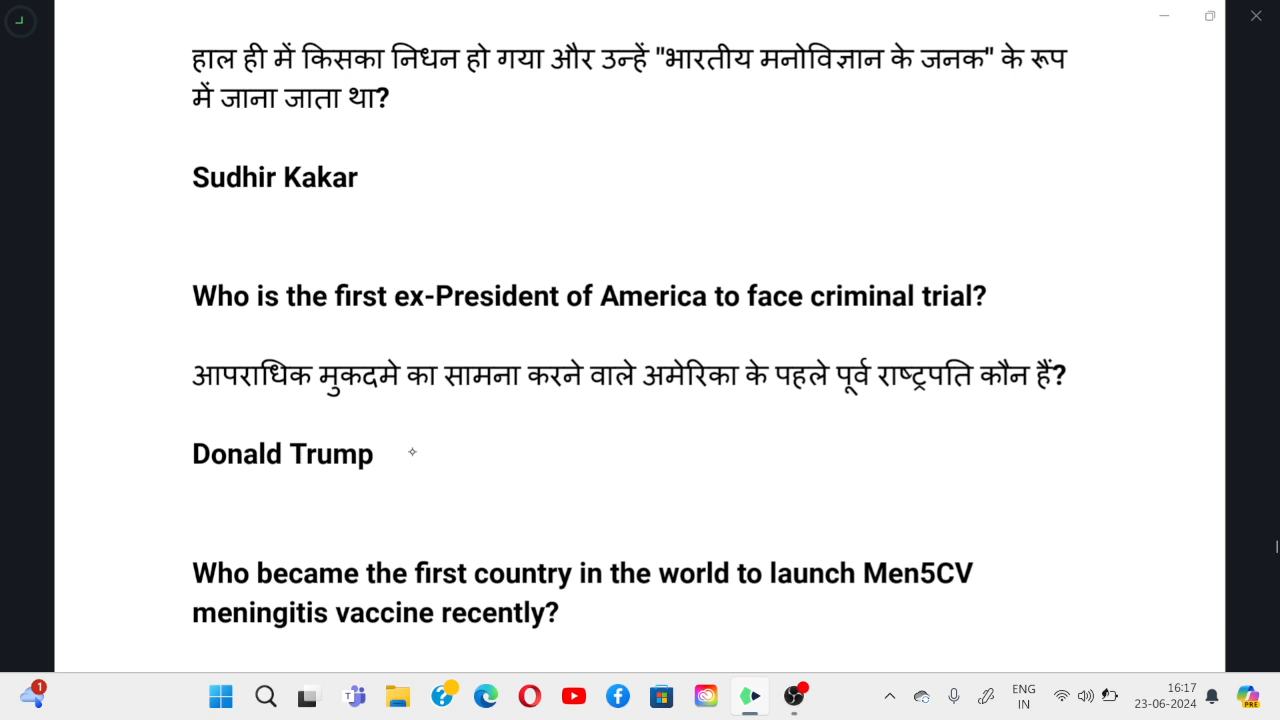 हाल ही में किसका निधन हो गया और उन्हें "भारतीय मनोविज्ञान के जनक" के रूप
में जाना जाता था?
Sudhir Kakar
Who is the first ex-President of America to face criminal trial?
आपराधिक मुकदमे का सामना करने वाले अमेरिका के पहले पूर्व राष्ट्रपति कौन हैं?
Donald Trump
Who became the first country in the world to launch Men5CV
meningitis vaccine recently?
1
ENG
IN
16:17
23-06-2024
PRE